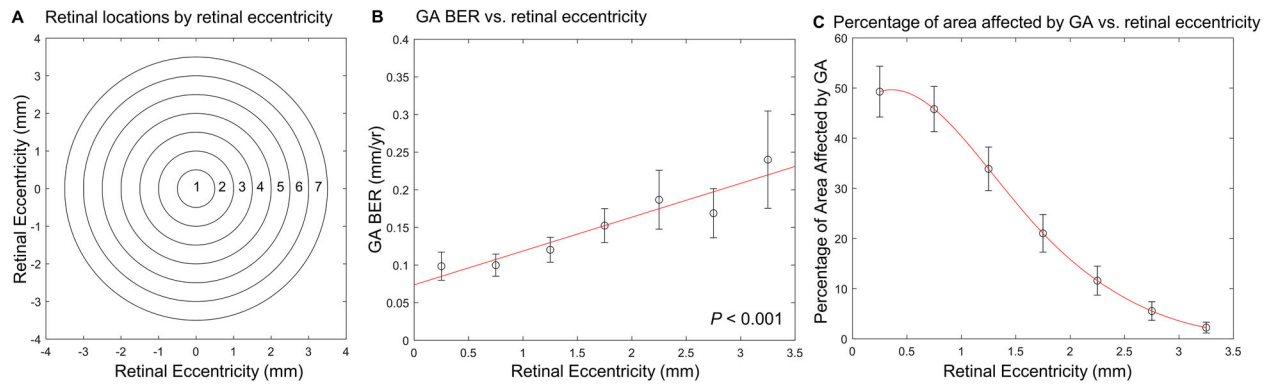 A Retinal locations by retinal eccentricity
4
3
2
1
0
-1
-2
-3
-4
-4 -3 -2 -1 0 1 2 3 4
Retinal Eccentricity (mm)
Retinal Eccentricity (mm)
1 2 3 4 5 6 7
B GA BER vs. retinal eccentricity
0.4
0.35
0.3
0.25
0.2
0.15
0.1
0.05
0
0 0.5 1 1.5 2 2.5 3 3.5
GA BER (mm/yr)
Retinal Eccentricity (mm)
P < 0.001
C Percentage of area affected by GA vs. retinal eccentricity
60
50
40
30
20
10
0
0 0.5 1 1.5 2 2.5 3 3.5
Percentage of Area Affected by GA
Retinal Eccentricity (mm)